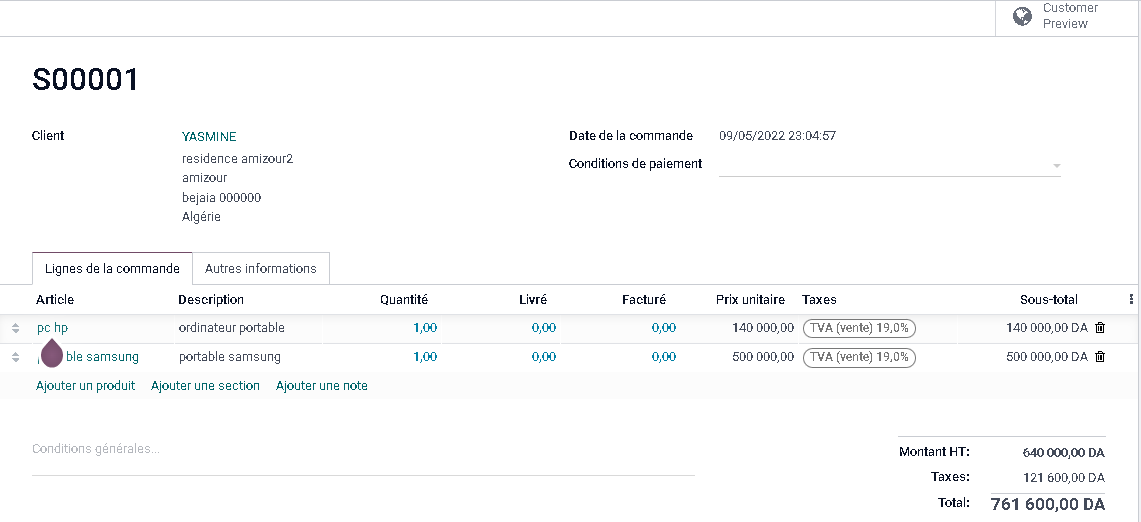 Customer
Preview
S00001
Client
YASMINE
residence amizour2
amizour
bejaia 000000
Algérie
Date de la commande 09/05/2022 23:04:57
Conditions de paiement
Lignes de la commande Autres informations
Article Description Quantité Livré Facturé Prix unitaire Taxes Sous-total
pc hp ordinateur portable 1,00 0,00 0,00 140 000,00 TVA (vente) 19,0% 140 000,00 DA
ble samsung portable samsung 1,00 0,00 0,00 500 000,00 TVA (vente) 19,0% 500 000,00 DA
Ajouter un produit Ajouter une section Ajouter une note
Conditions générales...
Montant HT: 640 000,00 DA
Taxes: 121 600,00 DA
Total: 761 600,00 DA